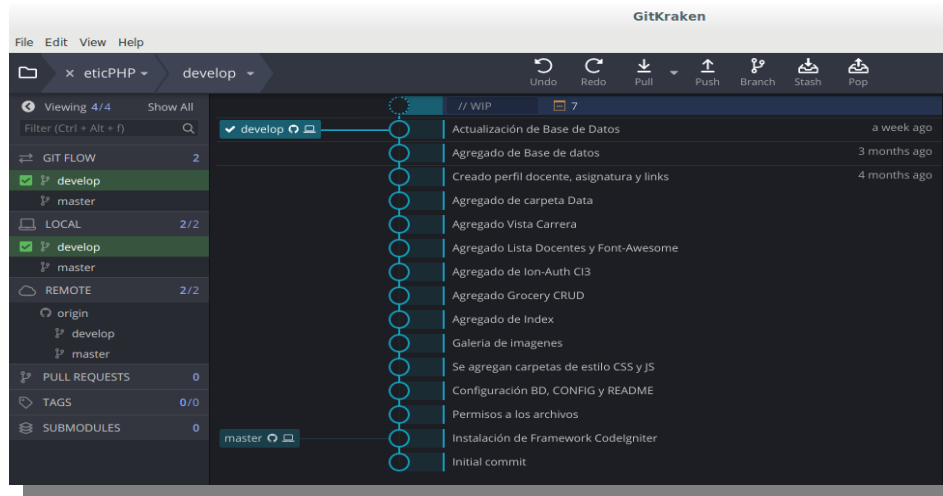 GitKraken
File Edit View Help
× eticPHP develop
Undo Redo Pull Push Branch Stash Pop
Viewing 4/4 Show All
Filter (Ctrl + Alt + f)
GIT FLOW 2
develop
master
LOCAL 2/2
develop
master
REMOTE 2/2
origin
develop
master
PULL REQUESTS 0
TAGS 0/0
SUBMODULES 0
// WIP 7
develop Actualización de Base de Datos a week ago
Agregado de Base de datos 3 months ago
Creado perfil docente, asignatura y links 4 months ago
Agregado de carpeta Data
Agregado Vista Carrera
Agregado Lista Docentes y Font-Awesome
Agregado de Ion-Auth CI3
Agregado Grocery CRUD
Agregado de Index
Galeria de imagenes
Se agregan carpetas de estilo CSS y JS
Configuración BD, CONFIG y README
Permisos a los archivos
master Instalación de Framework CodeIgniter
Initial commit